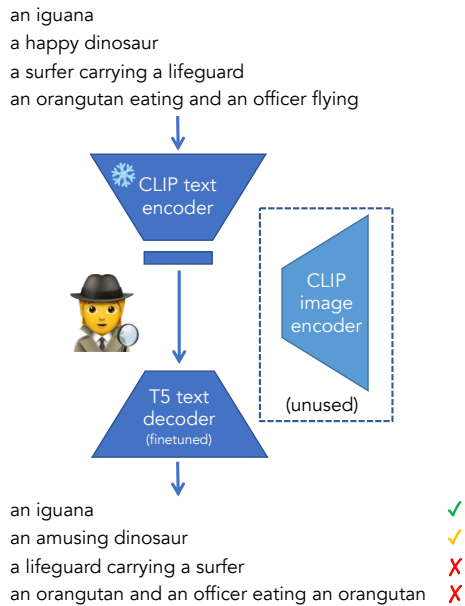 an iguana
a happy dinosaur
a surfer carrying a lifeguard
an orangutan eating and an officer flying
CLIP text
encoder
CLIP
image
encoder
(unused)
T5 text
decoder
(finetuned)
an iguana
an amusing dinosaur
a lifeguard carrying a surfer
an orangutan and an officer eating an orangutan